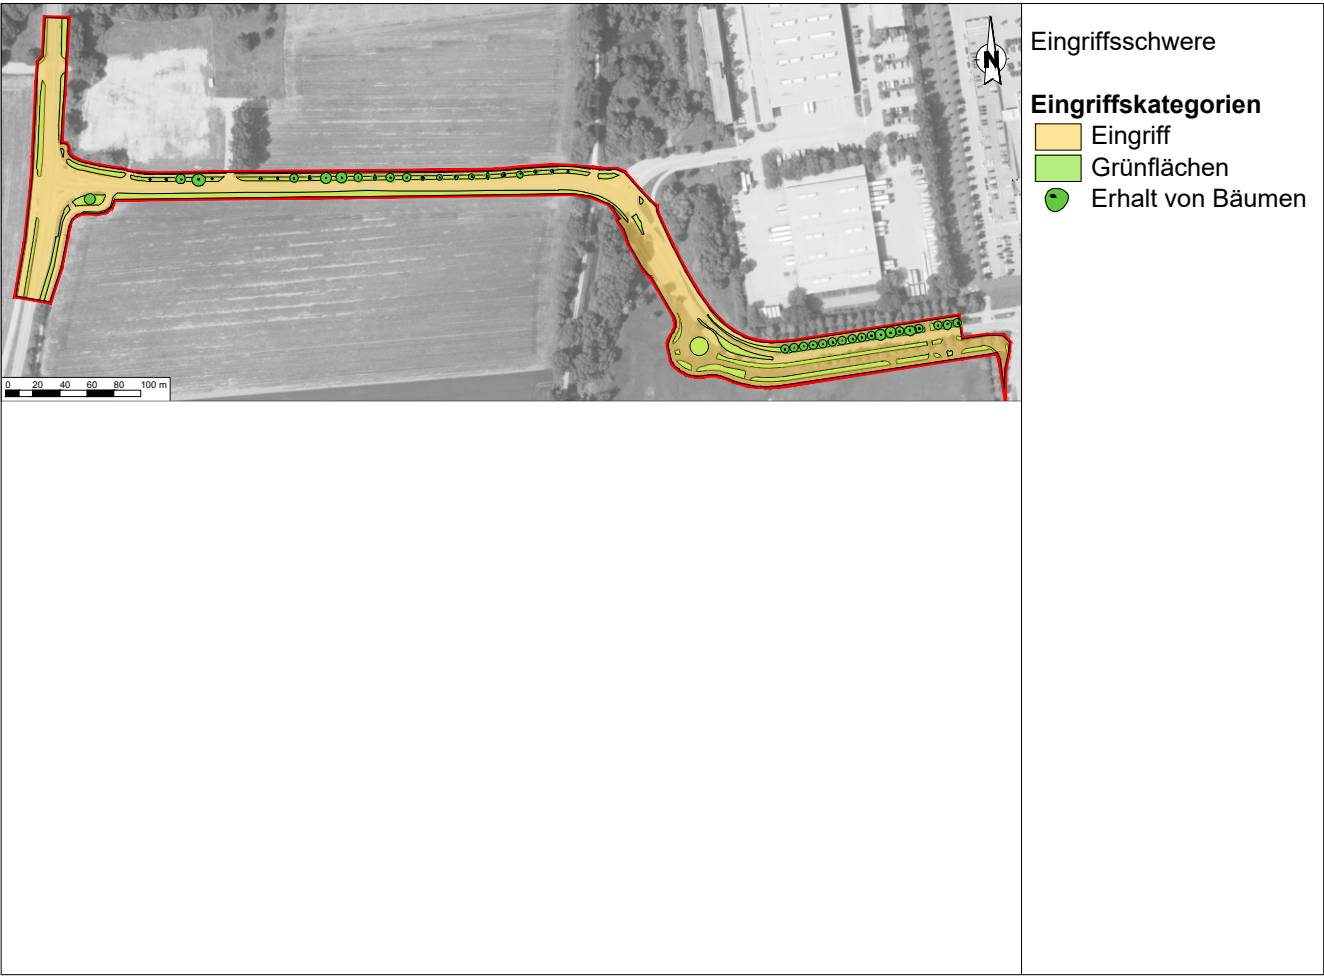 N
Eingriffsschwere
Eingriffskategorien
Eingriff
Grünflächen
Erhalt von Bäumen
0 20 40 60 80 100 m